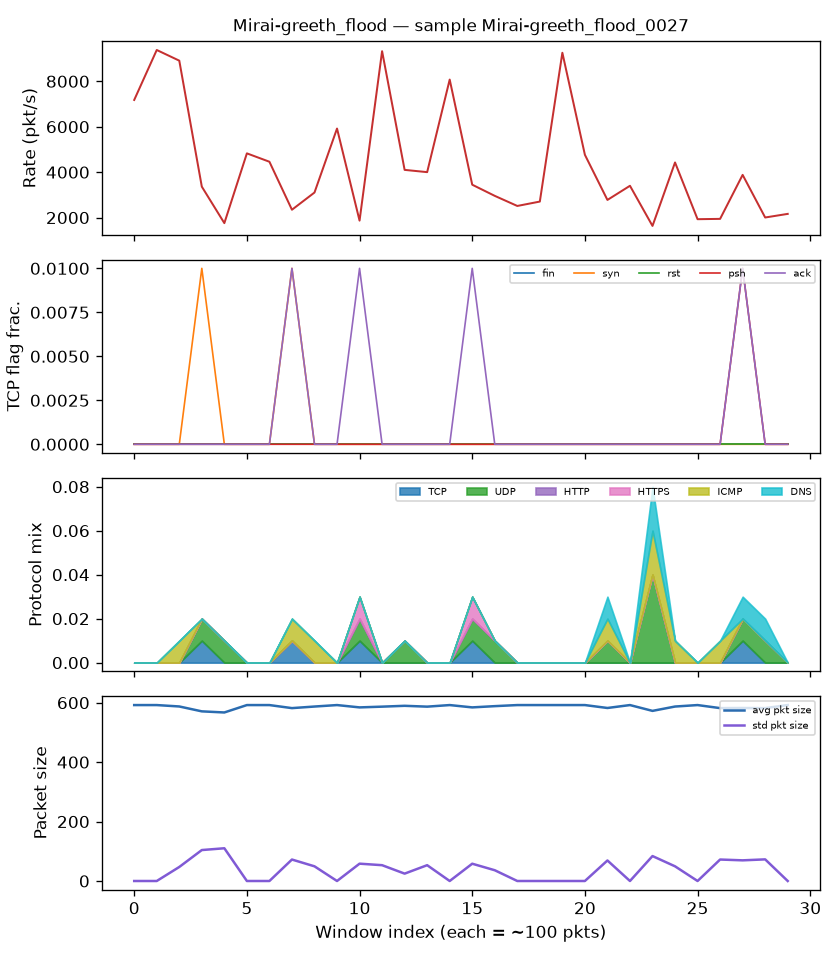 Mirai-greeth_flood — sample Mirai-greeth_flood_0027
Rate (pkt/s)
8000
6000
4000
2000
TCP flag frac.
0.0100
0.0075
0.0050
0.0025
0.0000
fin syn rst psh ack
Protocol mix
0.08
0.06
0.04
0.02
0.00
TCP UDP HTTP HTTPS ICMP DNS
Packet size
600
400
200
0
avg pkt size
std pkt size
0 5 10 15 20 25 30
Window index (each = ~100 pkts)